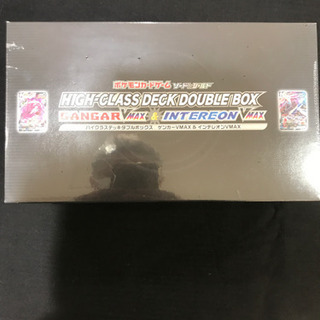 ポケモンカードゲーム ソード&シールド
HIGH-CLASS DECK DOUBLE BOX
GANGAR VMAX & INTEREON VMAX
ハイクラスデッキダブルボックス ゲンガーVMAX & インテレオンVMAX